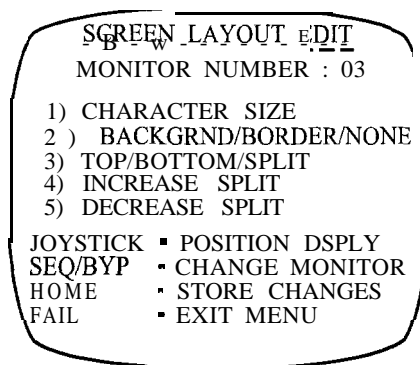 SCREEN LAYOUT EDIT
MONITOR NUMBER : 03
1) CHARACTER SIZE
2 ) BACKGRND/BORDER/NONE
3) TOP/BOTTOM/SPLIT
4) INCREASE SPLIT
5) DECREASE SPLIT
JOYSTICK - POSITION DSPLY
SEQ/BYP - CHANGE MONITOR
HOME - STORE CHANGES
FAIL - EXIT MENU